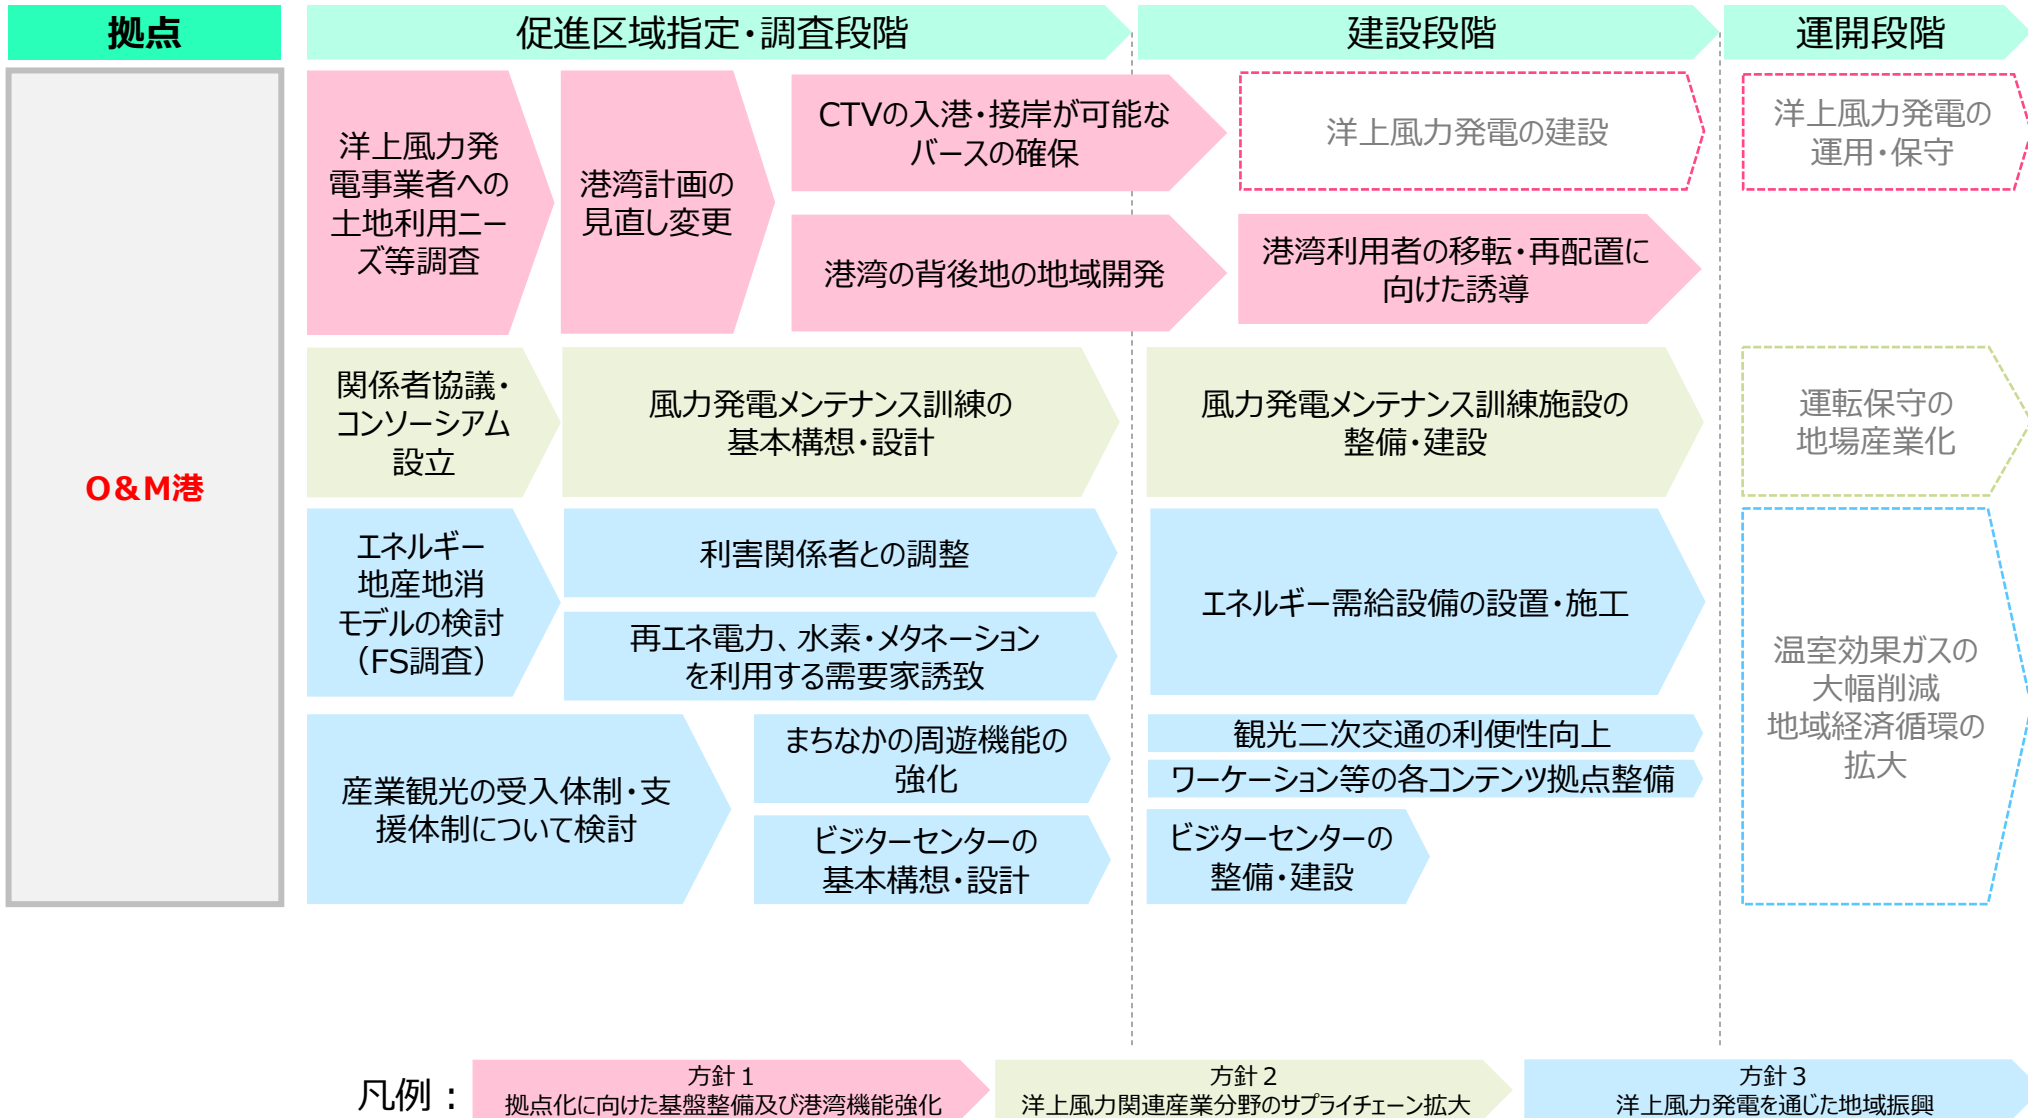 拠点
促進区域指定・調査段階
建設段階
運開段階
O&M港
洋上風力発
電事業者への
土地利用ニー
ズ等調査
港湾計画の
見直し変更
CTVの入港・接岸が可能な
バースの確保
洋上風力発電の建設
洋上風力発電の
運用・保守
港湾の背後地の地域開発
港湾利用者の移転・再配置に
向けた誘導
関係者協議・
コンソーシアム
設立
風力発電メンテナンス訓練の
基本構想・設計
風力発電メンテナンス訓練施設の
整備・建設
運転保守の
地場産業化
エネルギー
地産地消
モデルの検討
（FS調査）
利害関係者との調整
再エネ電力、水素・メタネーション
を利用する需要家誘致
エネルギー需給設備の設置・施工
温室効果ガスの
大幅削減
地域経済循環の
拡大
産業観光の受入体制・支
援体制について検討
まちなかの周遊機能の
強化
ビジターセンターの
基本構想・設計
観光二次交通の利便性向上
ワーケーション等の各コンテンツ拠点整備
ビジターセンターの
整備・建設
凡例：
方針１
拠点化に向けた基盤整備及び港湾機能強化
方針２
洋上風力関連産業分野のサプライチェーン拡大
方針３
洋上風力発電を通じた地域振興